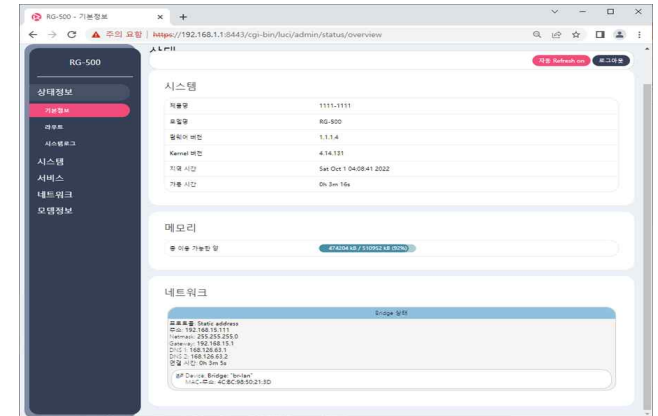 RG-500 - 기본정보
주의 요함 https://192.168.1.1:8443/cgi-bin/luci/admin/status/overview
RG-500
상태정보
기본정보
라우트
시스템로그
시스템
서비스
네트워크
모뎀정보
상태
자동 Refresh on
로그아웃
시스템
제품명 1111-1111
모델명 RG-500
펌웨어 버전 1.1.1.4
Kernel 버전 4.14.131
지역 시간 Sat Oct 1 04:08:41 2022
가동 시간 0h 3m 16s
메모리
총 이용 가능한 양 474204 kB / 510952 kB (92%)
네트워크
Bridge 상태
프로토콜: Static address
주소: 192.168.15.111
Netmask: 255.255.255.0
Gateway: 192.168.15.1
DNS 1: 168.126.63.1
DNS 2: 168.126.63.2
연결 시간: 0h 3m 5s
Device: Bridge: "br-lan"
MAC-주소: 4C:BC:98:50:21:3D